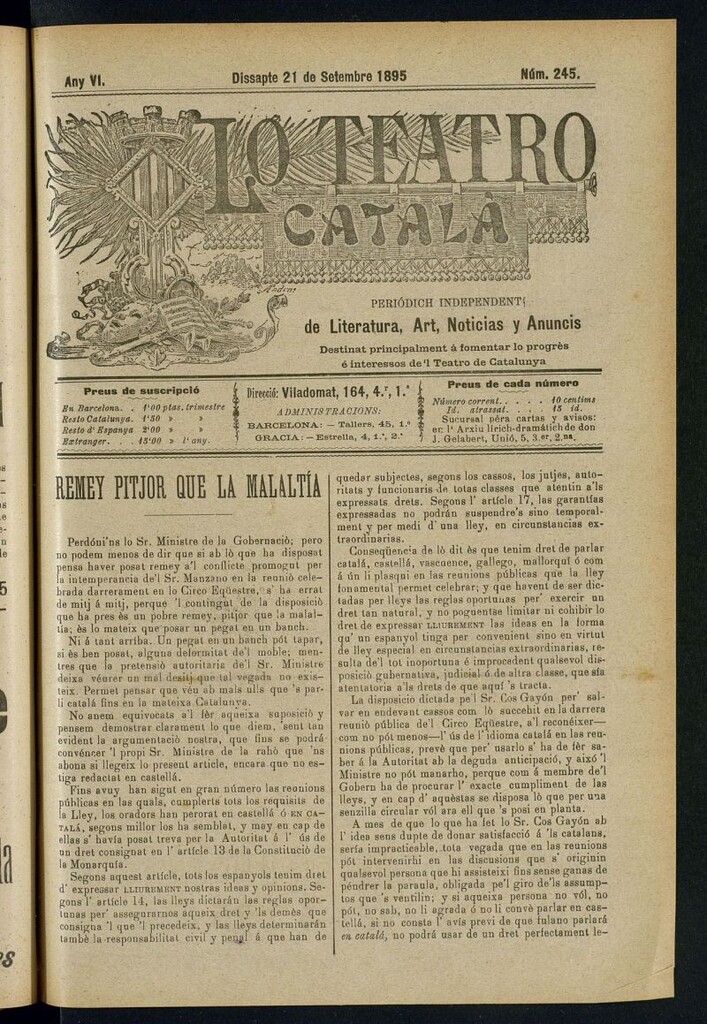 Any VI.
Dissapte 21 de Setembre 1895
Núm. 245.
LO TEATRO
CATALÀ
PERIÓDICH INDEPENDENT
de Literatura, Art, Noticias y Anuncis
Destinat principalment á fomentar lo progrès
é interessos de'l Teatro de Catalunya
Preus de suscripció
En Barcelona. . 1'00 ptas. trimestre
Resto Catalunya. 1'50 » »
Resto d'Espanya 2'00 » »
Extranger. . 15'00 » l'any.
Direcció: Viladomat, 164, 4.ª, 1.ª
ADMINISTRACIONS:
BARCELONA: — Tallers, 45, 1.º
GRACIA: — Estrella, 4, 1.º, 2.ª
Preus de cada número
Número corrent. . . . . 10 centims
Id. atrassat. . . . 15 id.
Sucursal péra cartas y avisos:
en l'Arxiu lírich-dramátich de don
J. Gelabert, Unió, 5, 3.er, 2.na.
REMEY PITJOR QUE LA MALALTÍA
Perdóni'ns lo Sr. Ministre de la Gobernació; pero
no podem menos de dir que si ab lò que ha disposat
pensa haver posat remey a'l conflicte promogut per
la intemperancia de'l Sr. Manzano en la reunió cele-
brada darrerament en lo Circo Eqüestre, s' ha errat
de mitj á mitj, perqué 'l contingut de la disposició
que ha pres ès un pobre remey, pitjor que la malal-
tía; ès lo mateix que posar un pegat en un banch.
Ni á tant arriba. Un pegat en un banch pót tapar,
si ès ben posat, alguna deformitat de'l moble; men-
tres que la pretensió autoritaria de'l Sr. Ministre
deixa véurer un mal desitj que tal vegada no exis-
teix. Permet pensar que véu ab mals ulls que 's par-
li catalá fins en la mateixa Catalunya.
No anem equivocats a'l fèr aqueixa suposició y
pensem demostrar clarament lo que diem, 'sent tan
evident la argumentació nostra, que fins se podrá
convéncer 'l propi Sr. Ministre de la rahò que 'ns
abona si llegeix lo present article, encara que no es-
tiga redactat en castellá.
Fins avuy han sigut en gran número las reunions
públicas en las quals, cumplerts tots los requisits de
la Lley, los oradors han perorat en castellá ó EN CA-
TALÁ, segons millor los ha semblat, y may en cap de
ellas s' havía posat treva per la Autoritat á l' ús de
un dret consignat en l' article 13 de la Constitució de
la Monarquía.
Segons aquest article, tots los espanyols tenim dret
d' expressar LLIUREMENT nostras ideas y opinions. Se-
gons l' article 14, las lleys dictarán las reglas opor-
tunas per' assegurarnos aqueix dret y 'ls demés que
consigna 'l que 'l precedeix, y las lleys determinarán
també la responsabilitat civil y penal á que han de
quedar subjectes, segons los cassos, los jutjes, auto-
ritats y funcionaris de totas classes que atentin a'ls
expressats drets. Segons l' article 17, las garantías
expressadas no podrán suspendre's sino temporal-
ment y per medi d' una lley, en circunstancias ex-
traordinarias.
Conseqüencia de lò dit ès que tenim dret de parlar
catalá, castellá, vascuence, gallego, mallorquí ó com
á ún li plasqui en las reunions públicas que la lley
fonamental permet celebrar; y que havent de ser dic-
tadas per lleys las reglas oportunas per' exercir un
dret tan natural, y no poguentse limitar ni cohibir lo
dret de expressar LLIUREMENT las ideas en la forma
qu' un espanyol tinga per convenient sino en virtut
de lley especial en circunstancias extraordinarias, re-
sulta de'l tot inoportuna é improcedent qualsevol dis-
posició gubernativa, judicial ó de altra classe, que sía
atentatoria a'ls drets de que aquí 's tracta.
La disposició dictada pe'l Sr. Cos Gayón per' sal-
var en endevant cassos com lò succehit en la darrera
reunió pública de'l Circo Eqüestre, a'l reconéixer—
com no pót menos—l' ús de l' idioma catalá en las reu-
nions públicas, prevé que per' usarlo s' ha de fèr sa-
ber á la Autoritat ab la deguda anticipació, y aixó 'l
Ministre no pót manarho, perque com á membre de'l
Gobern ha de procurar l' exacte cumpliment de las
lleys, y en cap d' aquéstas se disposa lò que per una
senzilla circular vól ara ell que 's posi en planta.
A mes de que lo que ha fet lo Sr. Cos Gayón ab
l' idea sens dupte de donar satisfacció á 'ls catalans,
sería impracticable, tota vegada que en las reunions
pót intervenirhi en las discusions que s' originin
qualsevol persona que hi assisteixi fins sense ganas de
péndrer la paraula, obligada pe'l giro de'ls assump-
tos que 's ventilin; y si aqueixa persona no vól, no
pót, no sab, no li agrada ó no li convè parlar en cas-
tellá, si no consta l' avís previ de que fulano parlará
en catalá, no podrá usar de un dret perfectament le-